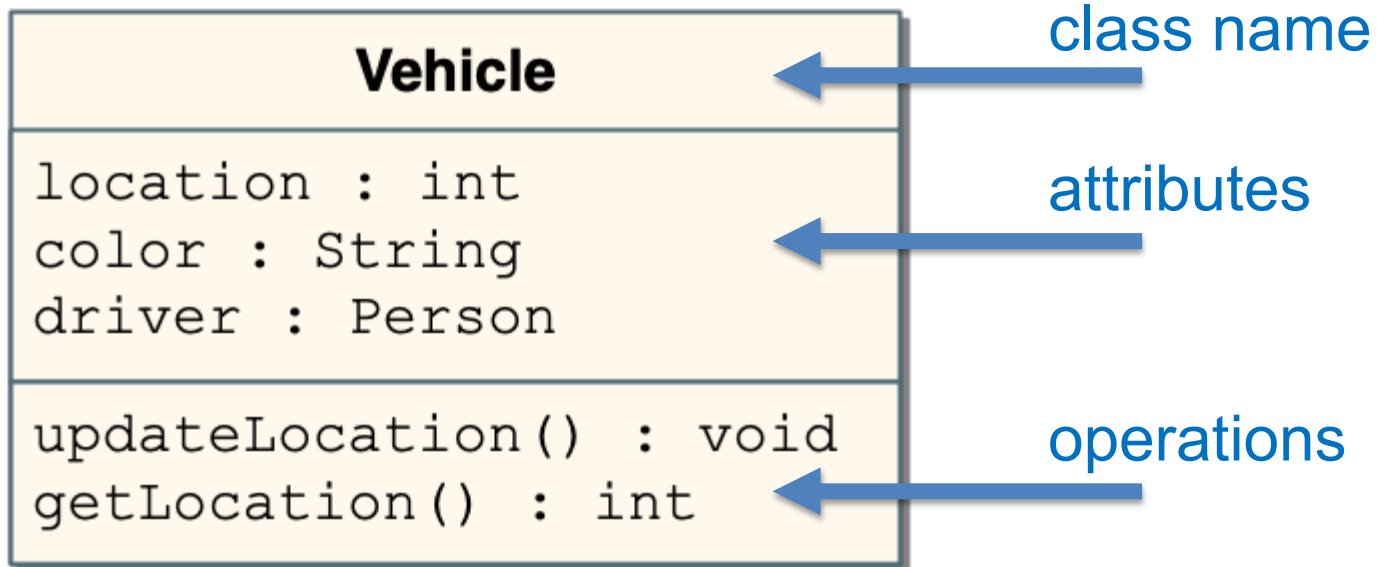 Vehicle
class name
location : int
color : String
driver : Person
attributes
updateLocation() : void
getLocation() : int
operations